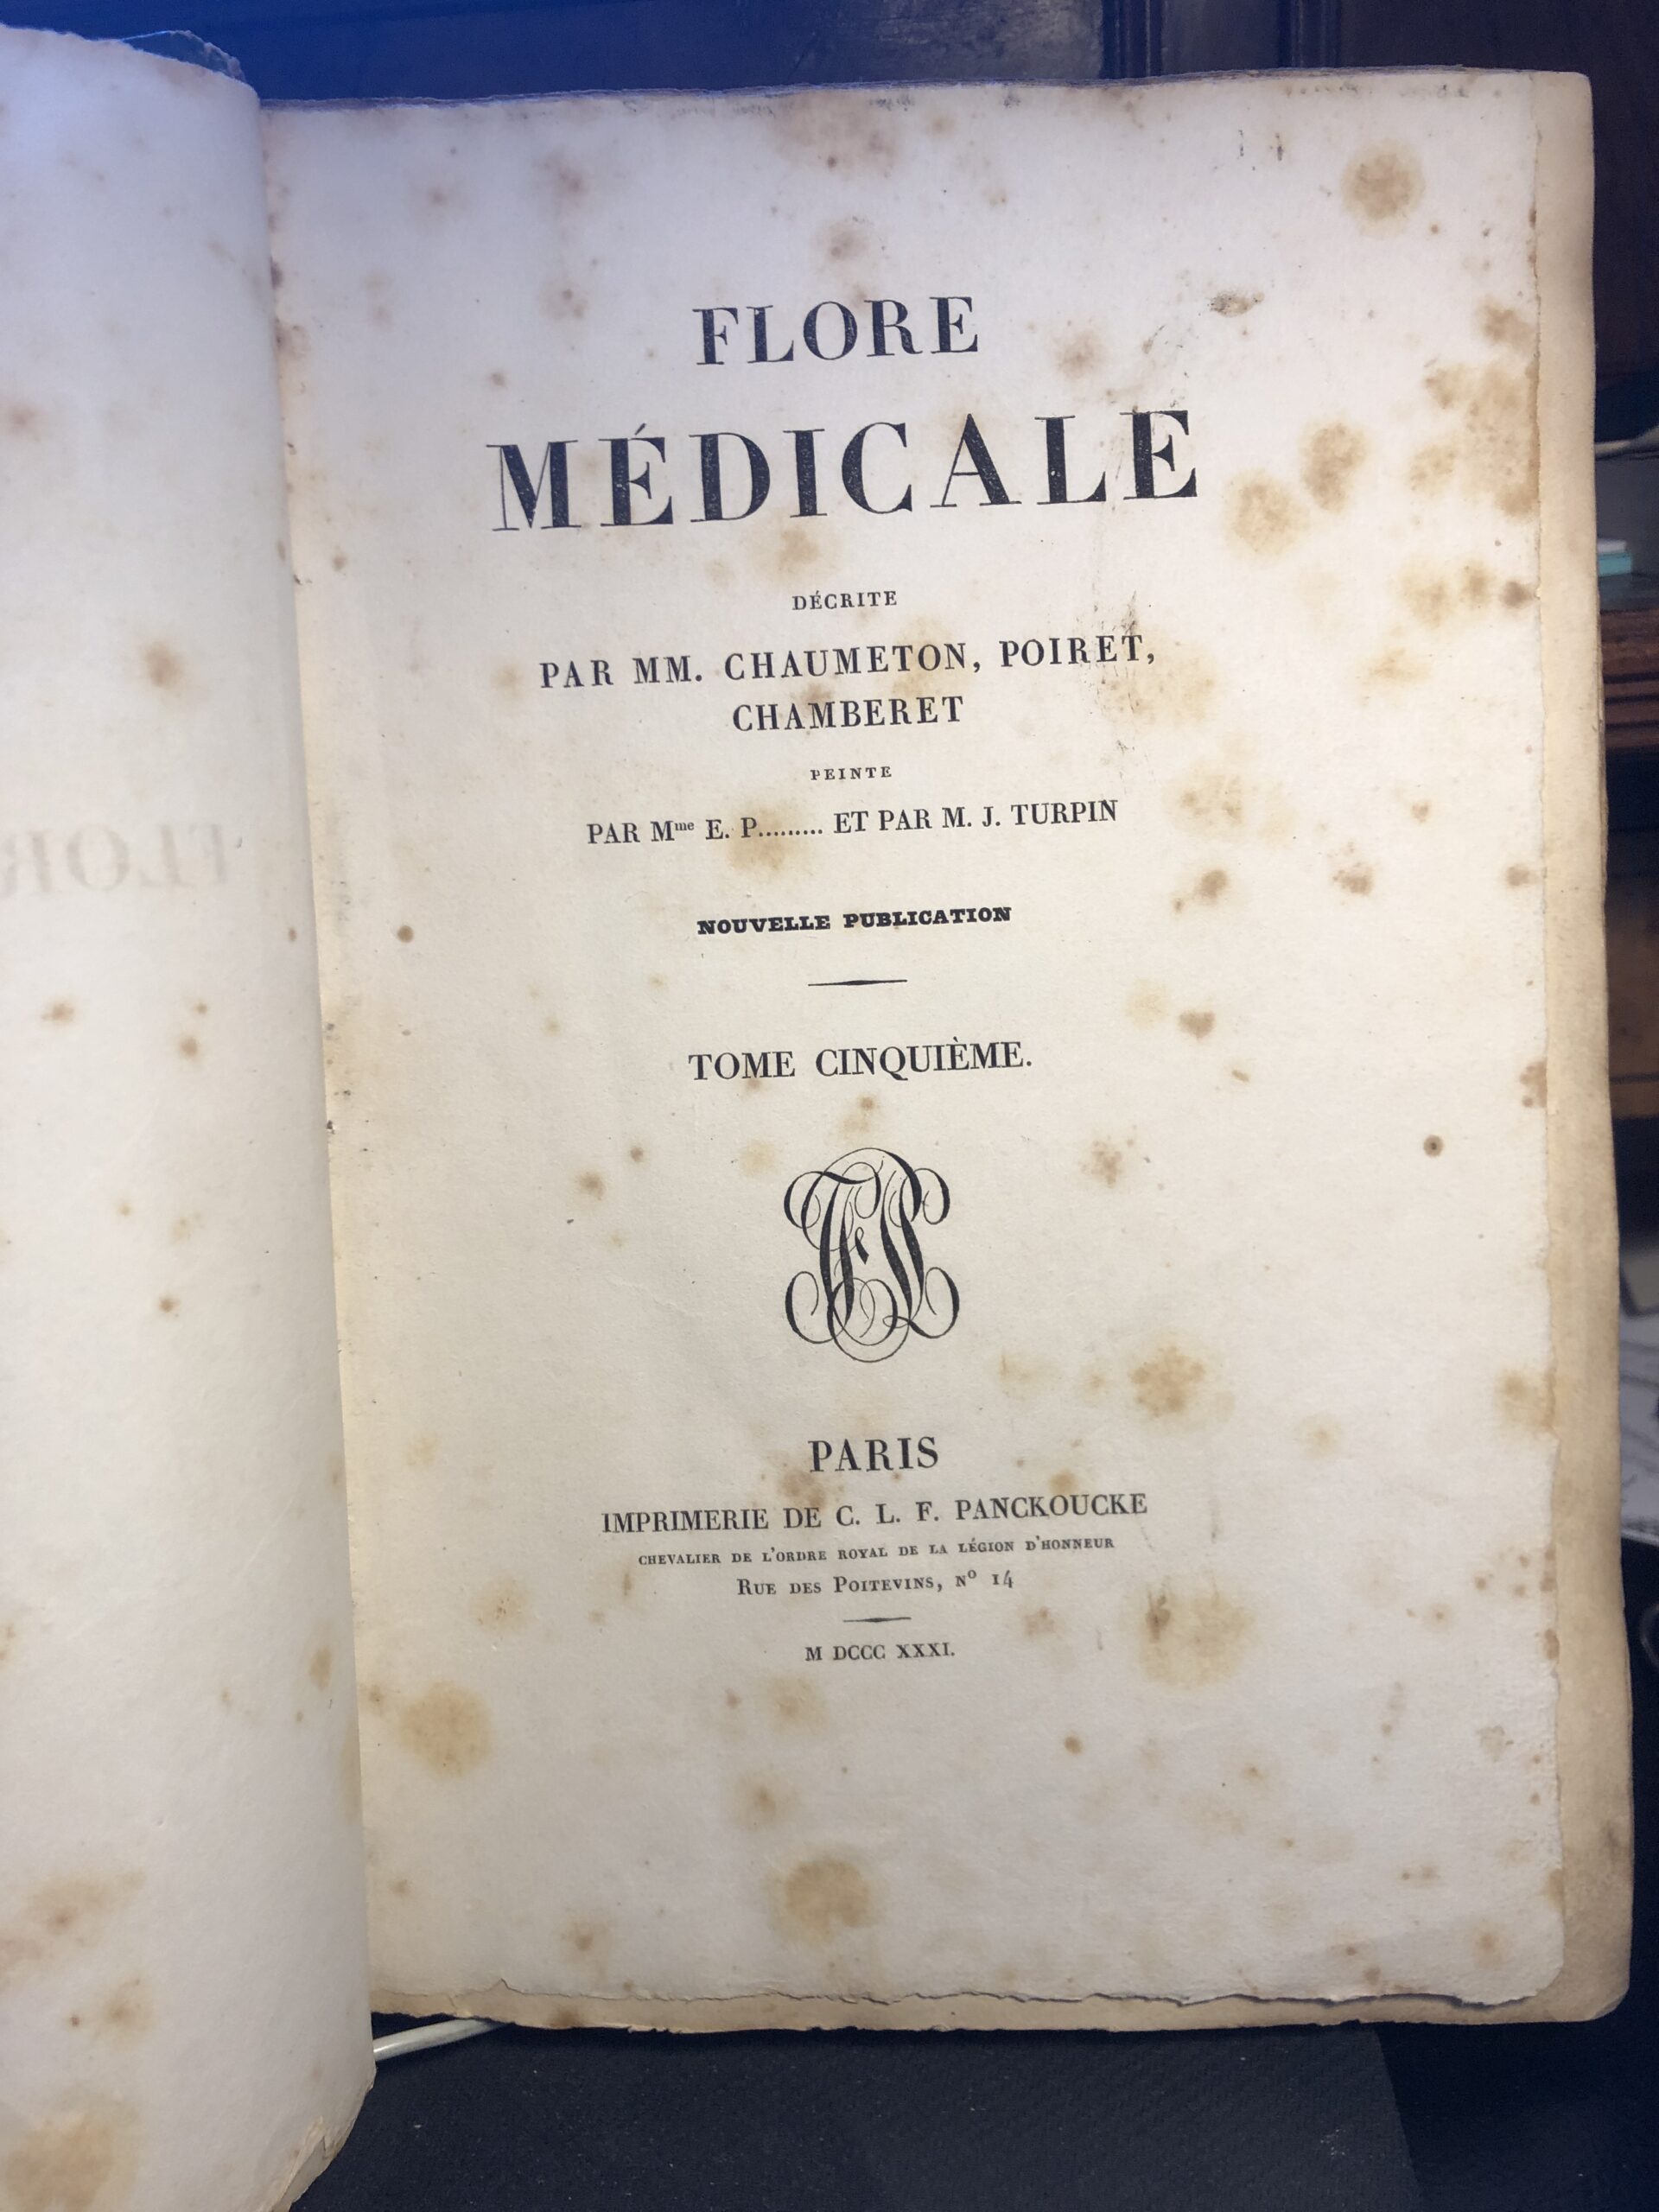 FLORE
MÉDICALE
DÉCRITE
PAR MM. CHAUMETON, POIRET,
CHAMBERET
PEINTE
PAR Mme E. P......... ET PAR M. J. TURPIN
NOUVELLE PUBLICATION
TOME CINQUIÈME.
PARIS
IMPRIMERIE DE C. L. F. PANCKOUCKE
CHEVALIER DE L'ORDRE ROYAL DE LA LÉGION D'HONNEUR
RUE DES POITEVINS, No 14
M DCCC XXXI.